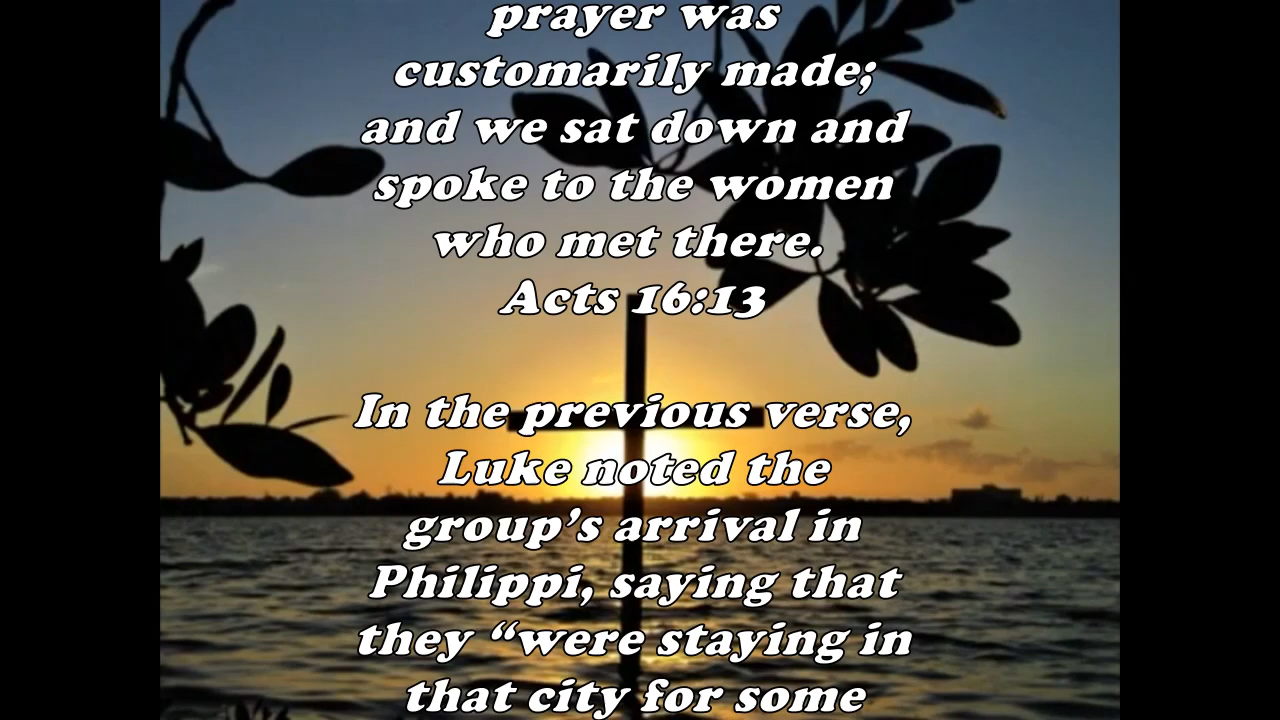 prayer was
customarily made;
and we sat down and
spoke to the women
who met there.
Acts 16:13
In the previous verse,
Luke noted the
group’s arrival in
Philippi, saying that
they “were staying in
that city for some